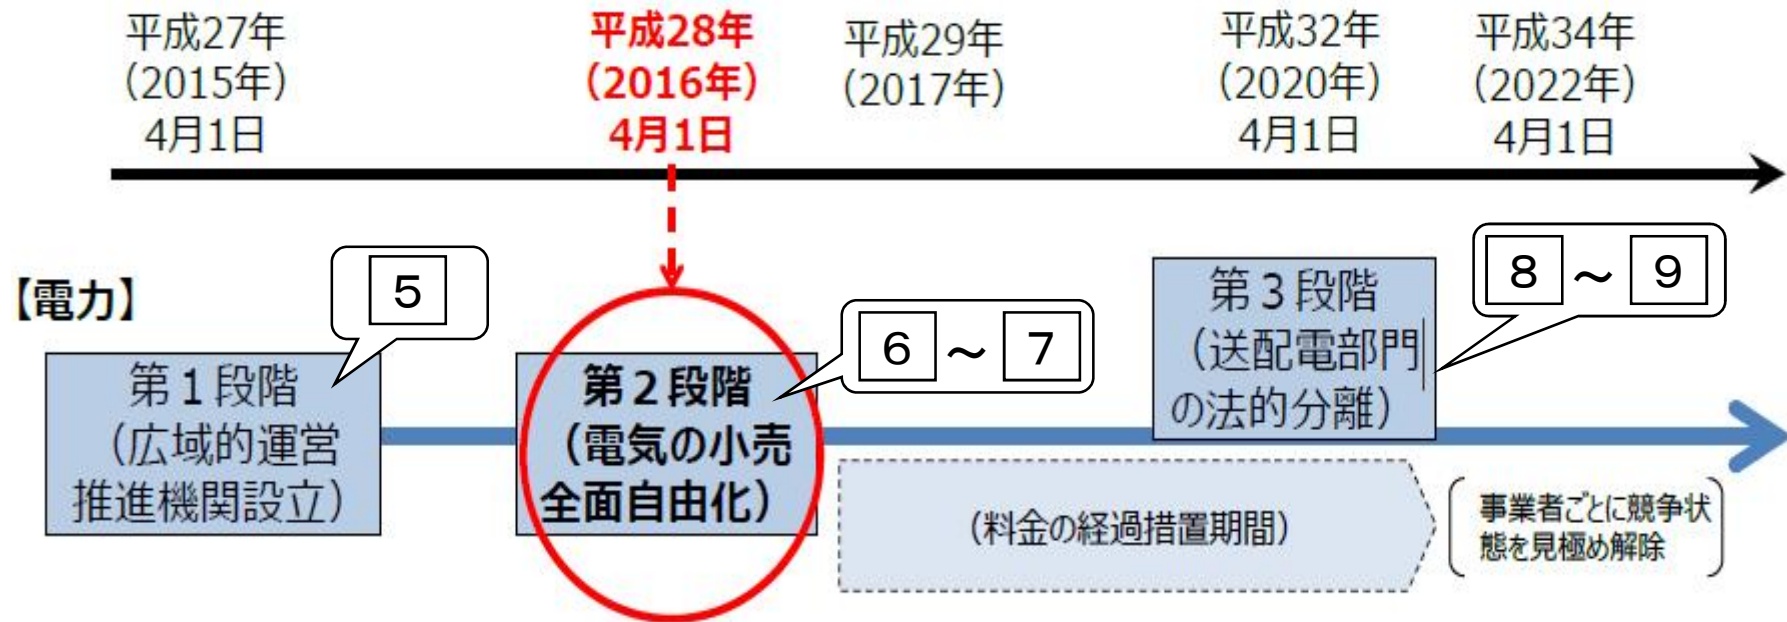 平成27年
(2015年)
4月1日
平成28年
(2016年)
4月1日
平成29年
(2017年)
平成32年
(2020年)
4月1日
平成34年
(2022年)
4月1日
【電力】
5
第1段階
(広域的運営
推進機関設立)
第2段階
(電気の小売
全面自由化)
6～7
第3段階
(送配電部門
の法的分離)
8～9
(料金の経過措置期間)
事業者ごとに競争状
態を見極め解除